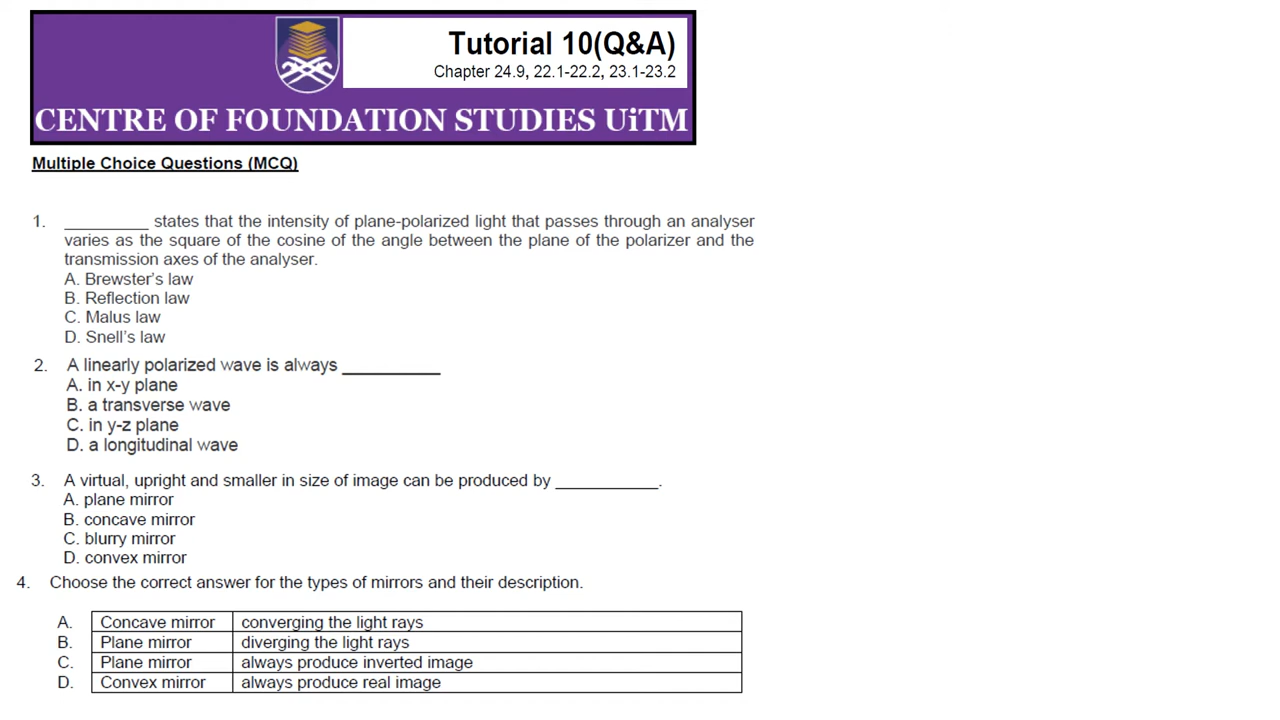 Tutorial 10(Q&A)
Chapter 24.9, 22.1-22.2, 23.1-23.2
CENTRE OF FOUNDATION STUDIES UiTM
Multiple Choice Questions (MCQ)
1. _________ states that the intensity of plane-polarized light that passes through an analyser
varies as the square of the cosine of the angle between the plane of the polarizer and the
transmission axes of the analyser.
A. Brewster's law
B. Reflection law
C. Malus law
D. Snell's law
2. A linearly polarized wave is always __________
A. in x-y plane
B. a transverse wave
C. in y-z plane
D. a longitudinal wave
3. A virtual, upright and smaller in size of image can be produced by ___________.
A. plane mirror
B. concave mirror
C. blurry mirror
D. convex mirror
4. Choose the correct answer for the types of mirrors and their description.
A. Concave mirror converging the light rays
B. Plane mirror diverging the light rays
C. Plane mirror always produce inverted image
D. Convex mirror always produce real image